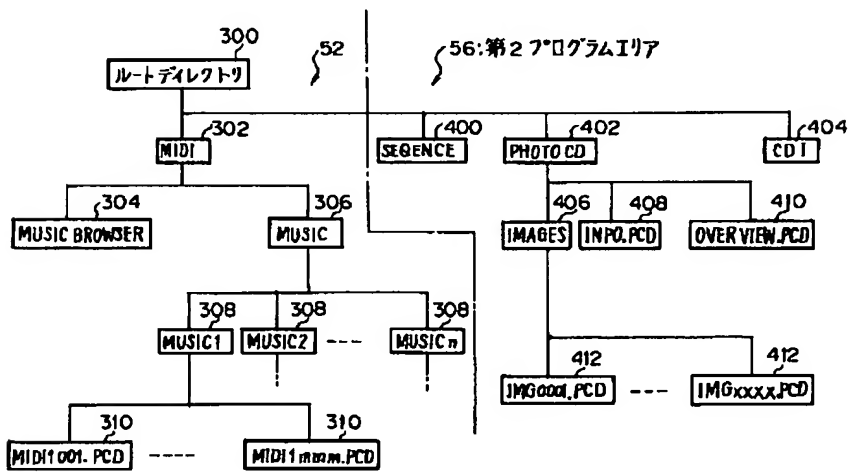 300
ルートディレクトリ
52
56:第2プログラムエリア
302
MIDI
400
SEQENCE
402
PHOTO CD
404
CDI
304
MUSIC BROWSER
306
MUSIC
406
IMAGES
408
INPO.PCD
410
OVERVIEW.PCD
308
MUSIC1
308
MUSIC2
----
308
MUSICn
412
IMG0001.PCD
----
412
IMGXXXX.PCD
310
MIDI1001.PCD
----
310
MIDI1mmm.PCD